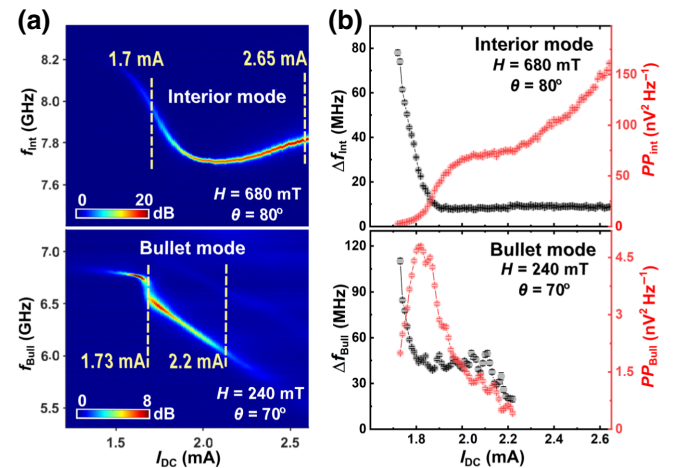 (a)
8.2
8.0
7.8
7.6
f_Int (GHz)
1.7 mA
2.65 mA
Interior mode
H = 680 mT
θ = 80º
0 20
dB
7.0
6.5
6.0
5.5
f_Bull (GHz)
Bullet mode
1.73 mA
2.2 mA
H = 240 mT
θ = 70º
0 8
dB
1.5 2.0 2.5
I_DC (mA)
(b)
80
60
40
20
0
Δf_Int (MHz)
Interior mode
H = 680 mT
θ = 80º
150
100
50
0
PP_int (nV² Hz⁻¹)
120
90
60
30
0
Δf_Bull (MHz)
Bullet mode
H = 240 mT
θ = 70º
4.5
3
1.5
0
PP_Bull (nV² Hz⁻¹)
1.8 2.0 2.2 2.4 2.6
I_DC (mA)